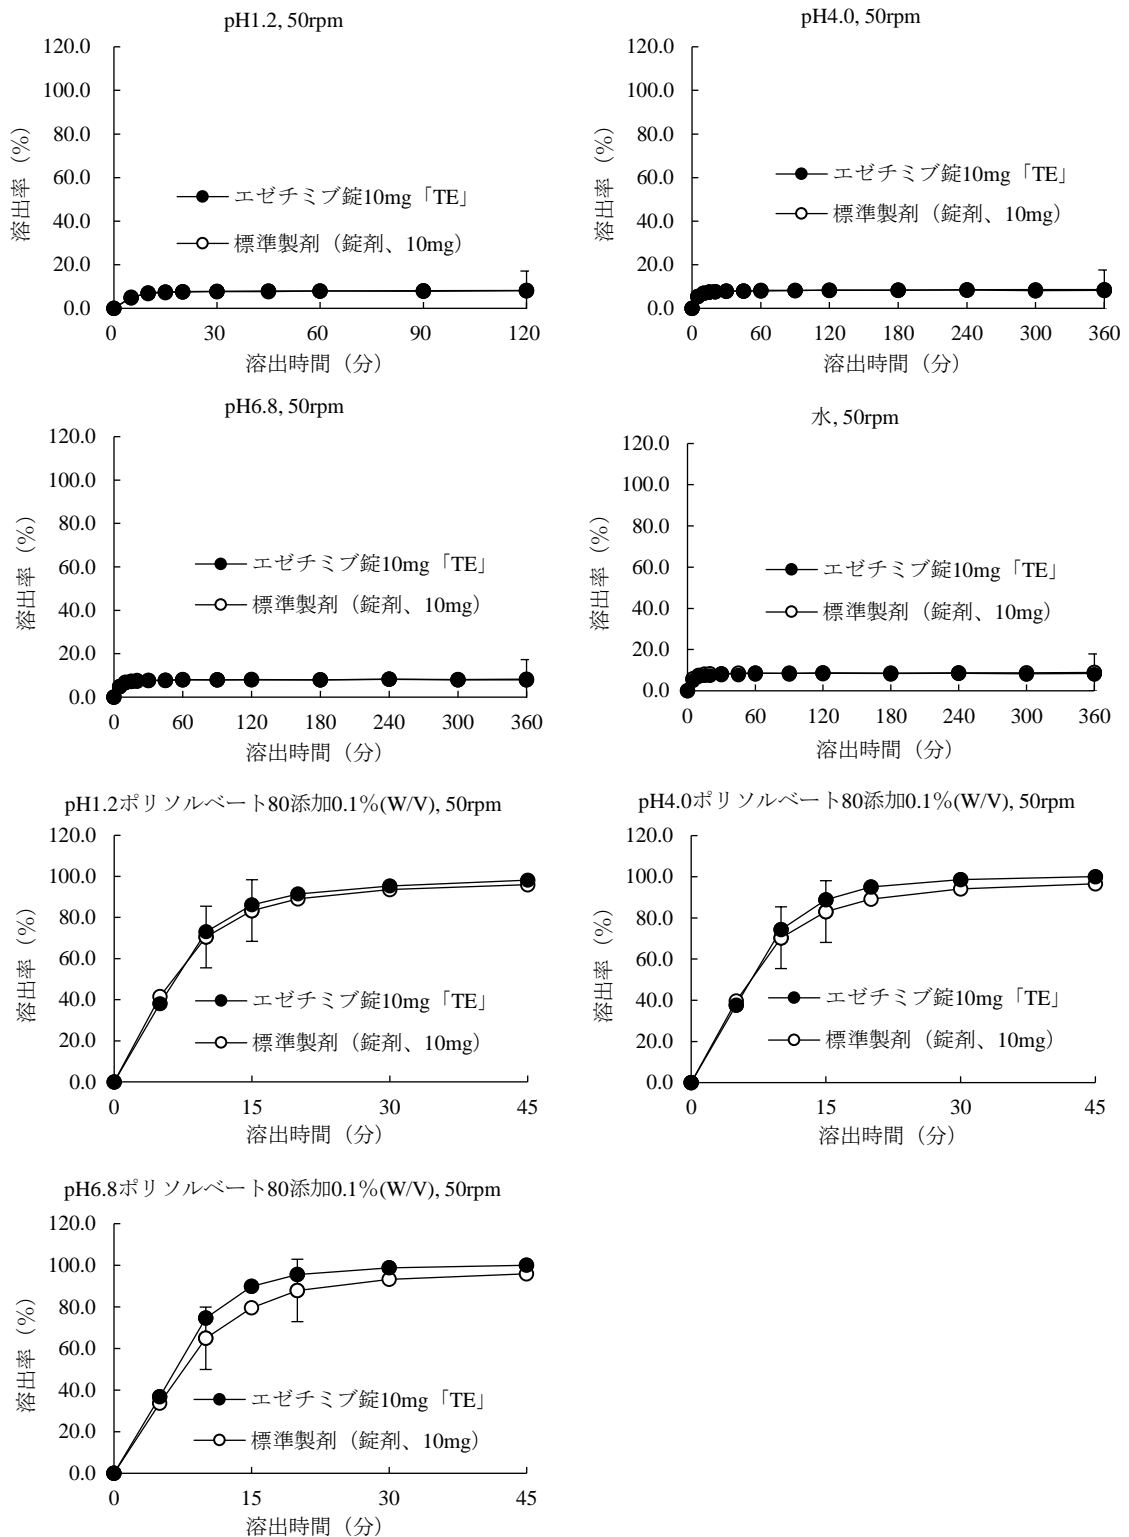 pH1.2, 50rpm
120.0
100.0
80.0
60.0
40.0
20.0
0.0
溶出率（%）
エゼチミブ錠10mg「TE」
標準製剤（錠剤、10mg）
0 30 60 90 120
溶出時間（分）
pH4.0, 50rpm
120.0
100.0
80.0
60.0
40.0
20.0
0.0
溶出率（%）
エゼチミブ錠10mg「TE」
標準製剤（錠剤、10mg）
0 60 120 180 240 300 360
溶出時間（分）
pH6.8, 50rpm
120.0
100.0
80.0
60.0
40.0
20.0
0.0
溶出率（%）
エゼチミブ錠10mg「TE」
標準製剤（錠剤、10mg）
0 60 120 180 240 300 360
溶出時間（分）
水, 50rpm
120.0
100.0
80.0
60.0
40.0
20.0
0.0
溶出率（%）
エゼチミブ錠10mg「TE」
標準製剤（錠剤、10mg）
0 60 120 180 240 300 360
溶出時間（分）
pH1.2ポリソルベート80添加0.1％(W/V), 50rpm
120.0
100.0
80.0
60.0
40.0
20.0
0.0
溶出率（%）
エゼチミブ錠10mg「TE」
標準製剤（錠剤、10mg）
0 15 30 45
溶出時間（分）
pH4.0ポリソルベート80添加0.1％(W/V), 50rpm
120.0
100.0
80.0
60.0
40.0
20.0
0.0
溶出率（%）
エゼチミブ錠10mg「TE」
標準製剤（錠剤、10mg）
0 15 30 45
溶出時間（分）
pH6.8ポリソルベート80添加0.1％(W/V), 50rpm
120.0
100.0
80.0
60.0
40.0
20.0
0.0
溶出率（%）
エゼチミブ錠10mg「TE」
標準製剤（錠剤、10mg）
0 15 30 45
溶出時間（分）